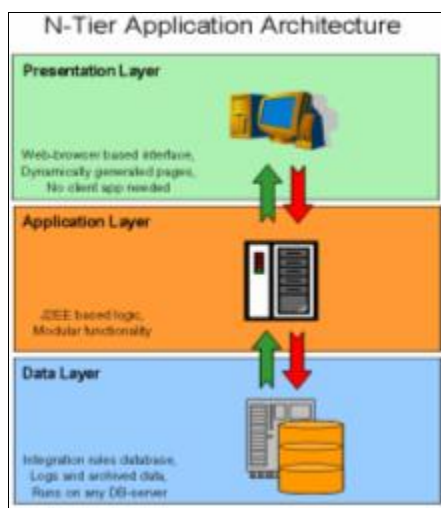 N-Tier Application Architecture
Presentation Layer
Web-browser based interface,
Dynamically generated pages,
No client app needed
Application Layer
J2EE based logic,
Modular functionality
Data Layer
Integration rules database,
Logs and archived data,
Runs on any DB-server